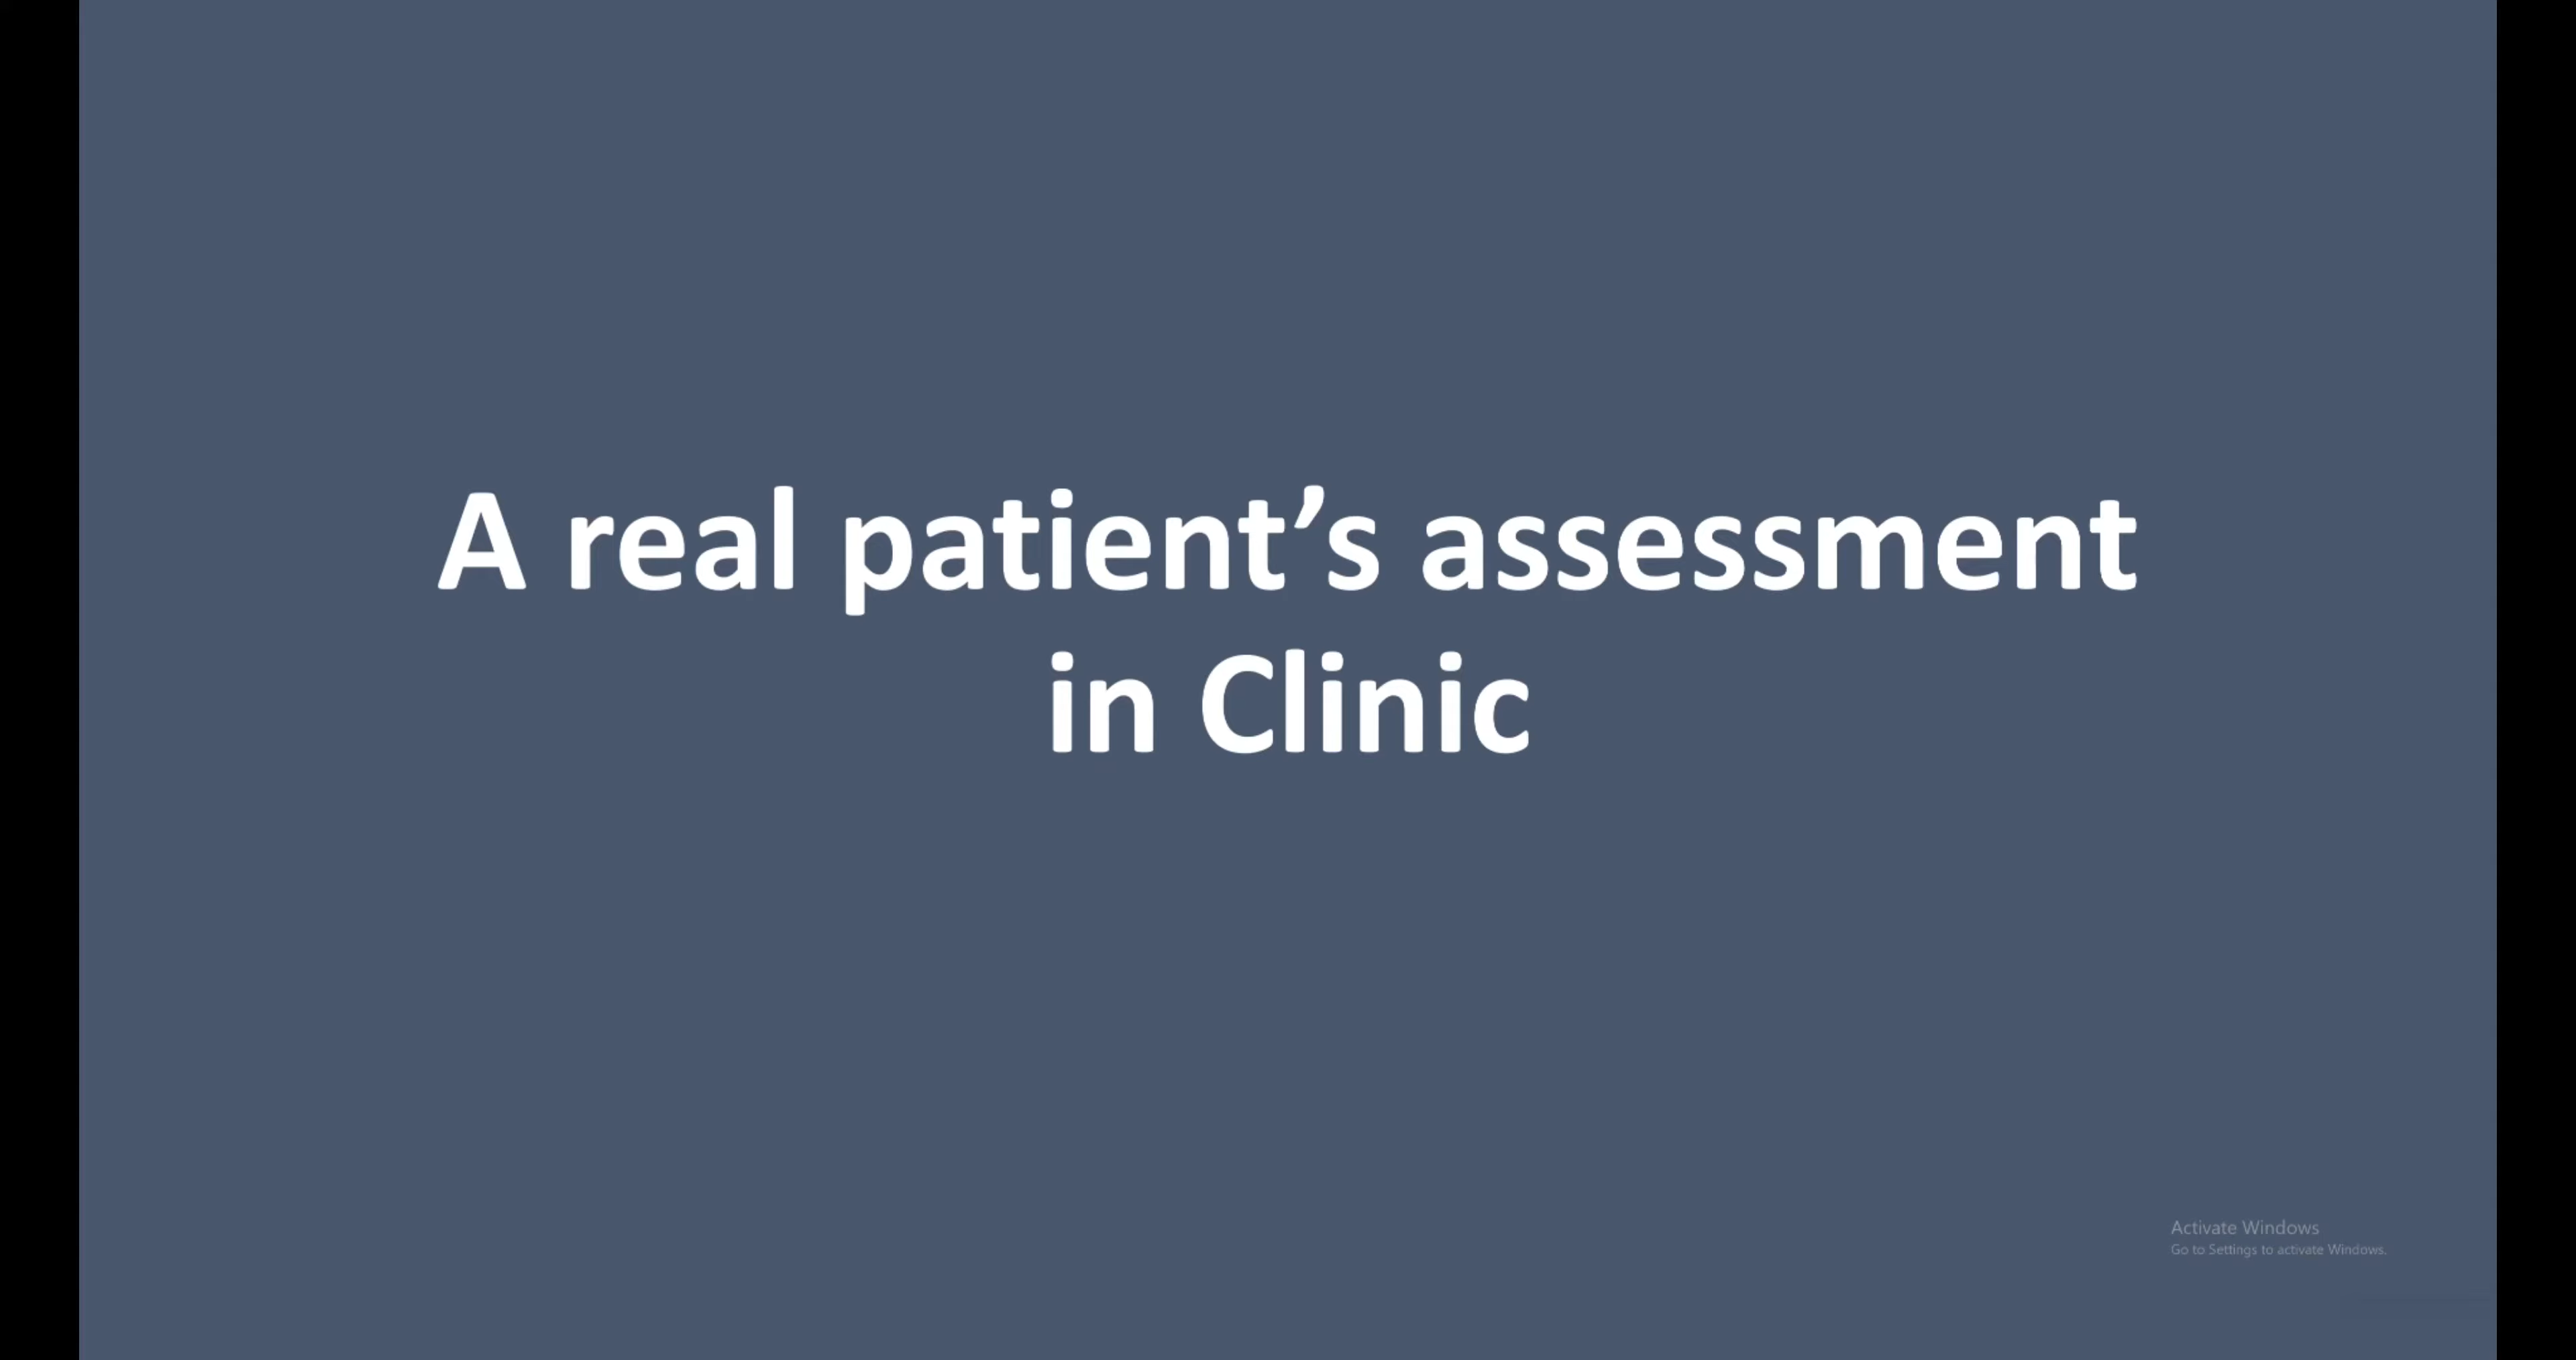 A real patient’s assessment
in Clinic
Activate Windows
Go to Settings to activate Windows.